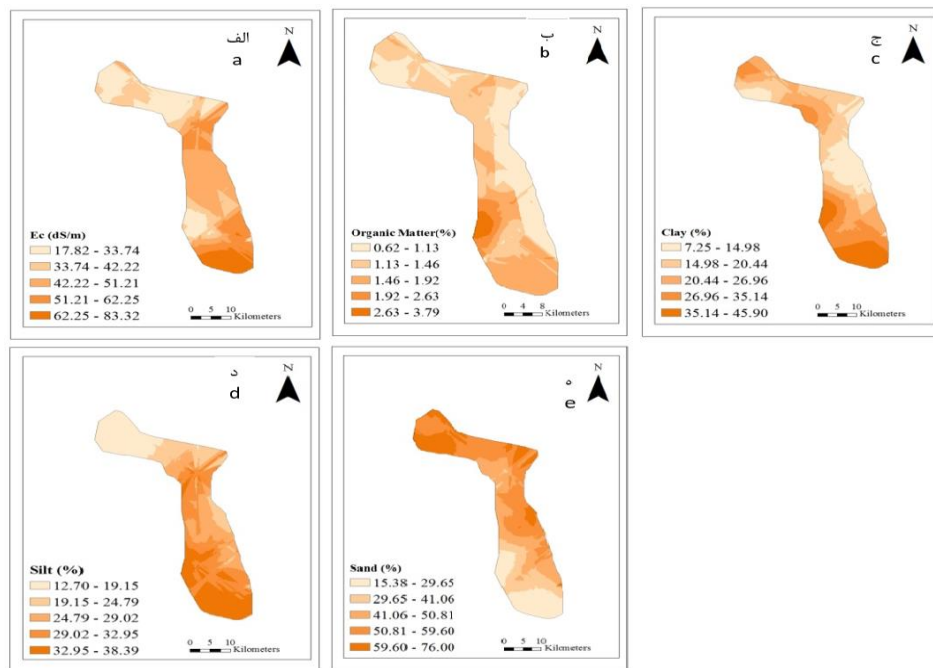 الف
a
N
Ec (dS/m)
17.82 - 33.74
33.74 - 42.22
42.22 - 51.21
51.21 - 62.25
62.25 - 83.32
0 5 10
Kilometers
ب
b
N
Organic Matter(%)
0.62 - 1.13
1.13 - 1.46
1.46 - 1.92
1.92 - 2.63
2.63 - 3.79
0 4 8
Kilometers
ج
c
N
Clay (%)
7.25 - 14.98
14.98 - 20.44
20.44 - 26.96
26.96 - 35.14
35.14 - 45.90
0 5 10
Kilometers
د
d
N
Silt (%)
12.70 - 19.15
19.15 - 24.79
24.79 - 29.02
29.02 - 32.95
32.95 - 38.39
0 5 10
Kilometers
ه
e
N
Sand (%)
15.38 - 29.65
29.65 - 41.06
41.06 - 50.81
50.81 - 59.60
59.60 - 76.00
0 5 10
Kilometers